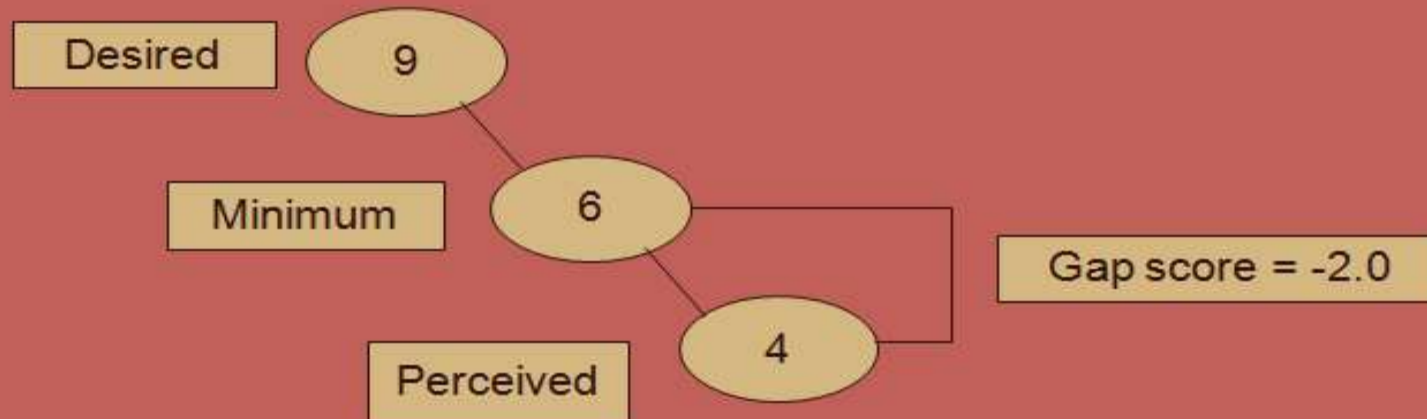 Desired
9
Minimum
6
Gap score = -2.0
Perceived
4